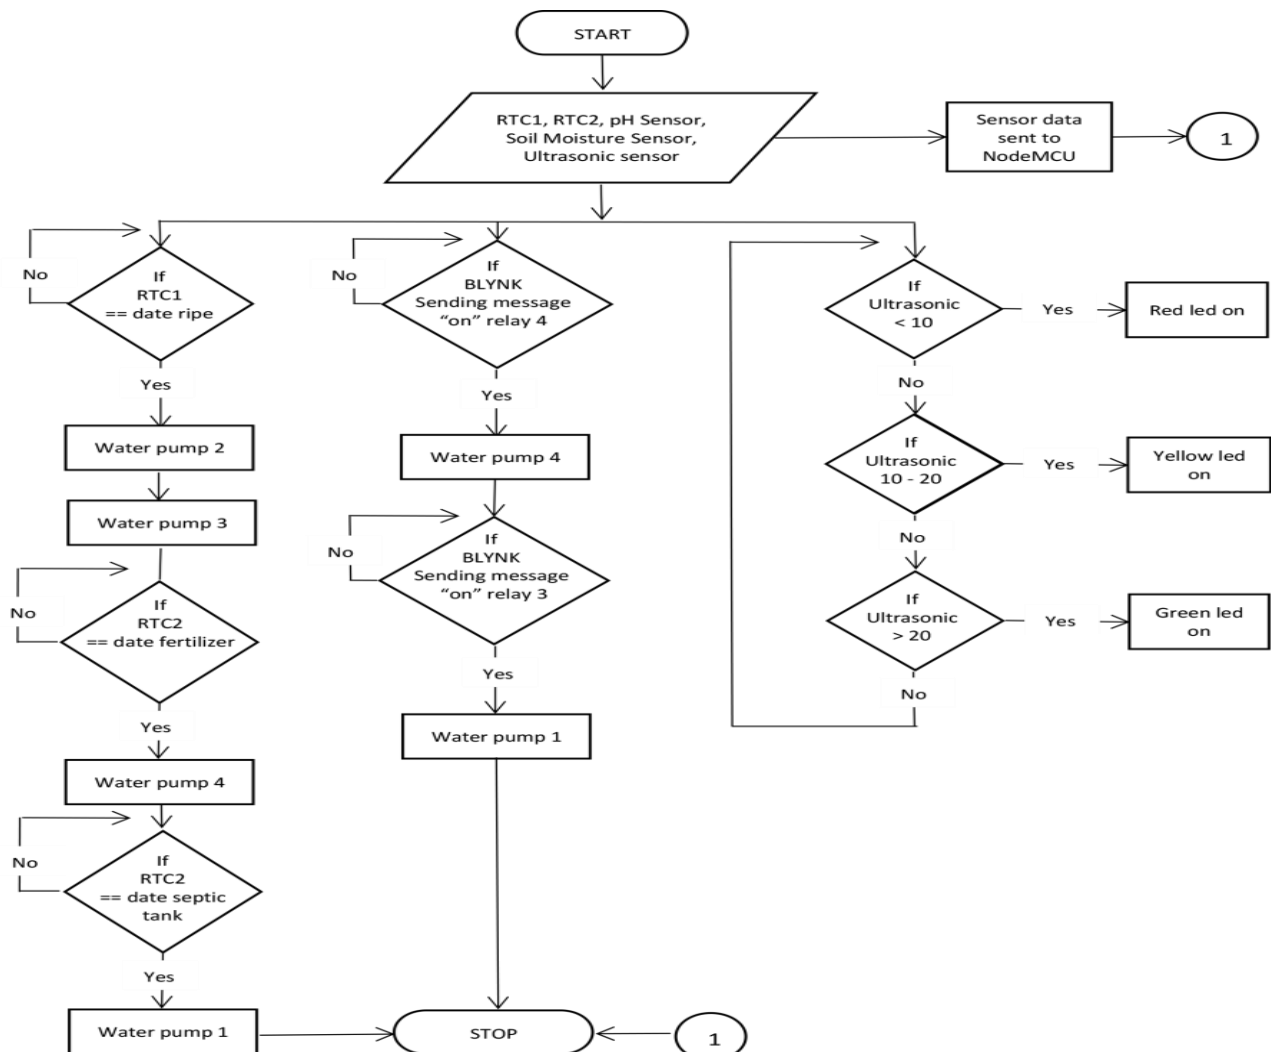 START
RTC1, RTC2, pH Sensor,
Soil Moisture Sensor,
Ultrasonic sensor
Sensor data
sent to
NodeMCU
1
No
If
RTC1
== date ripe
Yes
Water pump 2
Water pump 3
No
If
RTC2
== date fertilizer
Yes
Water pump 4
No
If
RTC2
== date septic
tank
Yes
Water pump 1
No
If
BLYNK
Sending message
“on” relay 4
Yes
Water pump 4
No
If
BLYNK
Sending message
“on” relay 3
Yes
Water pump 1
STOP
1
If
Ultrasonic
< 10
Yes
Red led on
No
If
Ultrasonic
10 - 20
Yes
Yellow led
on
No
If
Ultrasonic
> 20
Yes
Green led
on
No